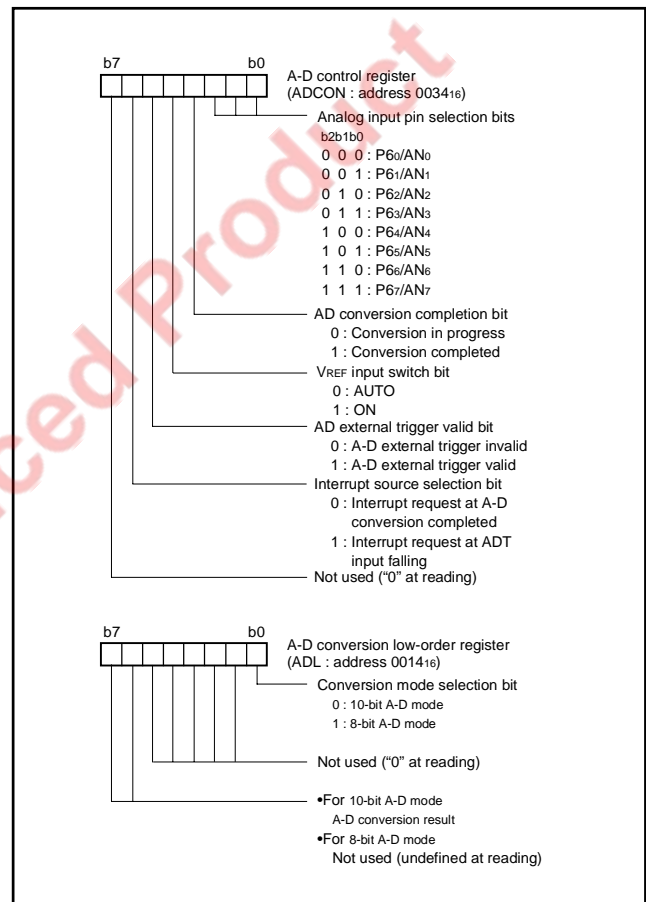 b7 b0
A-D control register
(ADCON : address 003416)
Analog input pin selection bits
b2b1b0
0 0 0 : P60/AN0
0 0 1 : P61/AN1
0 1 0 : P62/AN2
0 1 1 : P63/AN3
1 0 0 : P64/AN4
1 0 1 : P65/AN5
1 1 0 : P66/AN6
1 1 1 : P67/AN7
AD conversion completion bit
0 : Conversion in progress
1 : Conversion completed
VREF input switch bit
0 : AUTO
1 : ON
AD external trigger valid bit
0 : A-D external trigger invalid
1 : A-D external trigger valid
Interrupt source selection bit
0 : Interrupt request at A-D
conversion completed
1 : Interrupt request at ADT
input falling
Not used (“0” at reading)
b7 b0
A-D conversion low-order register
(ADL : address 001416)
Conversion mode selection bit
0 : 10-bit A-D mode
1 : 8-bit A-D mode
Not used (“0” at reading)
•For 10-bit A-D mode
A-D conversion result
•For 8-bit A-D mode
Not used (undefined at reading)
ced Product